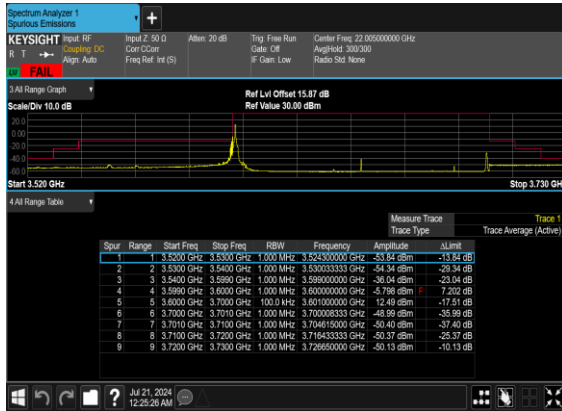 Spectrum Analyzer 1
Spurious Emissions
KEYSIGHT Input: RF Input Z: 50 Ω Atten: 20 dB Trig: Free Run Center Freq: 22.005000000 GHz
R T Coupling: DC Corr CCorr Gate: Off Avg|Hold: 300/300
Align: Auto Freq Ref: Int (S) IF Gain: Low Radio Std: None
FAIL
3 All Range Graph
Ref Lvl Offset 15.87 dB
Scale/Div 10.0 dB Ref Value 30.00 dBm
20.0
0.00
-20.0
-40.0
-60.0
Start 3.520 GHz Stop 3.730 GH
4 All Range Table
Measure Trace Trace 1
Trace Type Trace Average (Active)
Spur Range Start Freq Stop Freq RBW Frequency Amplitude ΔLimit
1 1 3.5200 GHz 3.5300 GHz 1.000 MHz 3.524300000 GHz -53.84 dBm -13.84 dB
2 2 3.5300 GHz 3.5400 GHz 1.000 MHz 3.530033333 GHz -54.34 dBm -29.34 dB
3 3 3.5400 GHz 3.5990 GHz 1.000 MHz 3.599000000 GHz -36.04 dBm -23.04 dB
4 4 3.5990 GHz 3.6000 GHz 1.000 MHz 3.600000000 GHz -5.798 dBm F 7.202 dB
5 5 3.6000 GHz 3.7000 GHz 100.0 kHz 3.601000000 GHz 12.49 dBm -17.51 dB
6 6 3.7000 GHz 3.7010 GHz 1.000 MHz 3.700008333 GHz -48.99 dBm -35.99 dB
7 7 3.7010 GHz 3.7100 GHz 1.000 MHz 3.704615000 GHz -50.40 dBm -37.40 dB
8 8 3.7100 GHz 3.7200 GHz 1.000 MHz 3.716433333 GHz -50.37 dBm -25.37 dB
9 9 3.7200 GHz 3.7300 GHz 1.000 MHz 3.726650000 GHz -50.13 dBm -10.13 dB
Jul 21, 2024
12:25:26 AM